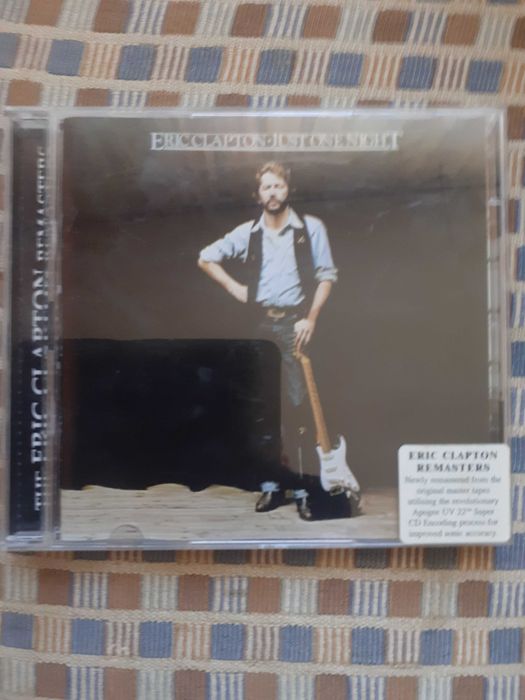 ERIC CLAPTON·JUST ONE NIGHT
THE ERIC CLAPTON REMASTERS
ERIC CLAPTON
REMASTERS
Newly remastered from the
original master tapes
utilising the revolutionary
Apogee UV 22™ Super
CD Encoding process for
improved sonic accuracy.